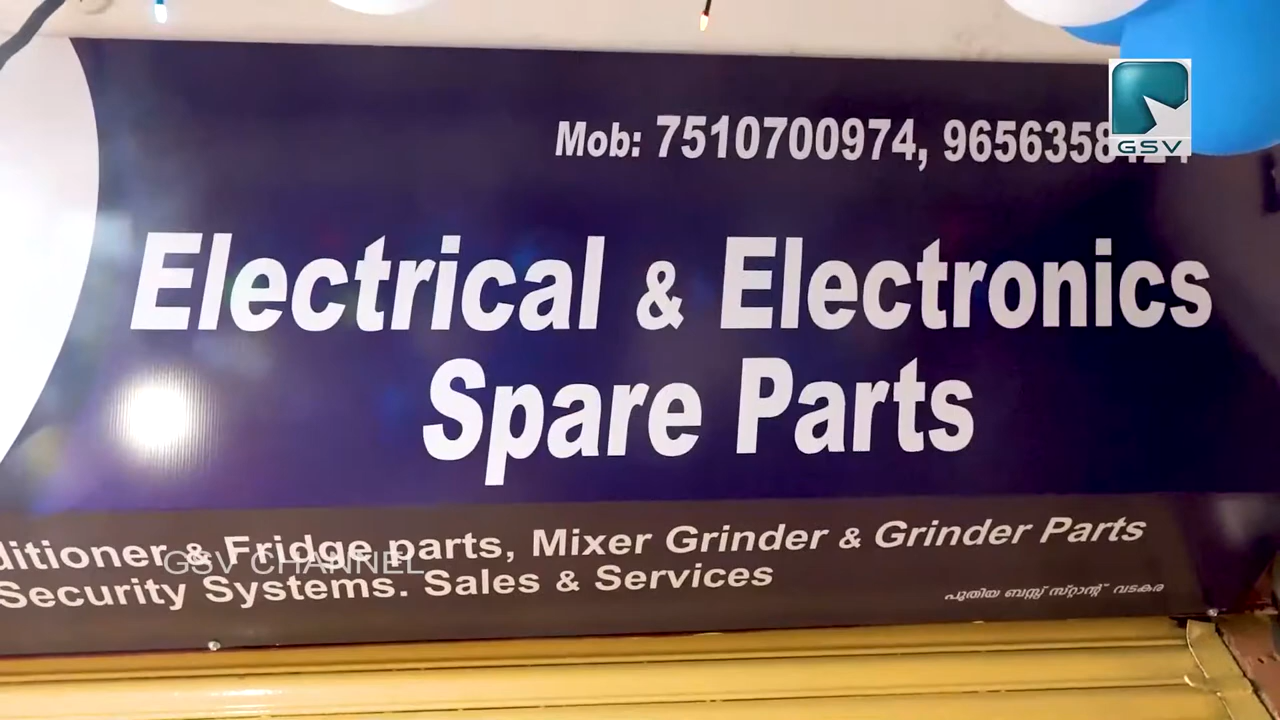 GSV
Mob: 7510700974, 9656358
Electrical & Electronics
Spare Parts
ditioner & Fridge parts, Mixer Grinder & Grinder Parts
GSV CHANNEL
Security Systems. Sales & Services
പുതിയ ബസ്സ് സ്റ്റാന്റ് വടകര